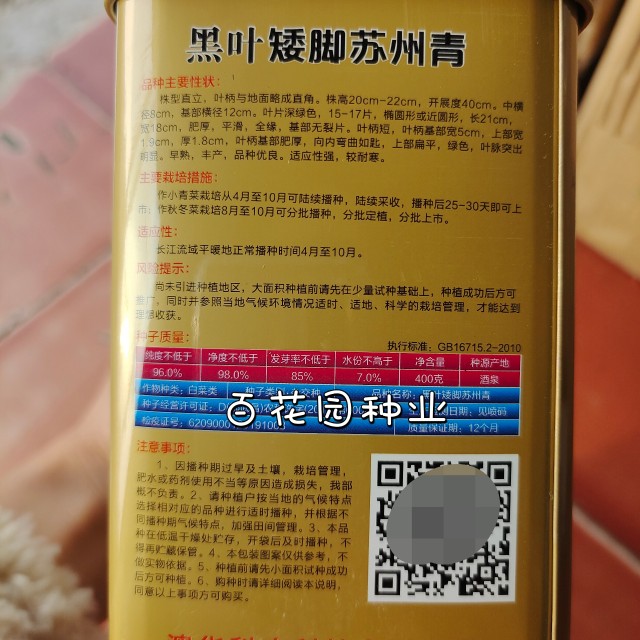 黑叶矮脚苏州青
品种主要性状：
株型直立，叶柄与地面略成直角。株高20cm-22cm，开展度40cm。中横
径8cm，基部横径12cm。叶片深绿色，15-17片，椭圆形或近圆形，长21cm，
宽18cm，肥厚，平滑，全缘，基部无裂片。叶柄短，叶柄基部宽5cm，上部宽
1.9cm，厚1.8cm，叶柄基部肥厚，向内弯曲如匙，上部扁平，绿色，叶脉突出
明显。早熟，丰产，品种优良。适应性强，较耐寒。
主要栽培措施：
作小青菜栽培从4月至10月可陆续播种，陆续采收，播种后25-30天即可上
市；作秋冬菜栽培8月至10月可分批播种，分批定植，分批上市。
适应性：
长江流域平暖地正常播种时间4月至10月。
风险提示：
尚未引进种植地区，大面积种植前请先在少量试种基础上，种植成功后方可
推广，同时并参照当地气候环境情况适时、适地、科学的栽培管理，才能达到
理想收获。
种子质量：
执行标准：GB16715.2-2010
纯度不低于 净度不低于 发芽率不低于 水份不高于 净含量 种源产地
96.0% 98.0% 85% 7.0% 400克 酒泉
作物种类：白菜类 种子类别： 品种名称： 叶矮脚苏州青
种子经营许可证： 日期：见喷码
百花园种业
检疫证号：6209000 19100 质量保证期：12个月
注意事项：
1、因播种期过早及土壤，栽培管理，
肥水或药剂使用不当等原因造成损失，我部
概不负责。2、请种植户按当地的气候特点
选择相对应的品种进行适时播种，并根据不
同播种期气候特点，加强田间管理。3、本品
种在低温干燥处贮存，开袋后及时播种，不
得再贮藏保管。4、本包装图案仅供参考，不
做实物依据。5、种植前请先小面积试种成功
后方可种植。6、购种时请详细阅读本说明，
同意以上事项方可购买。